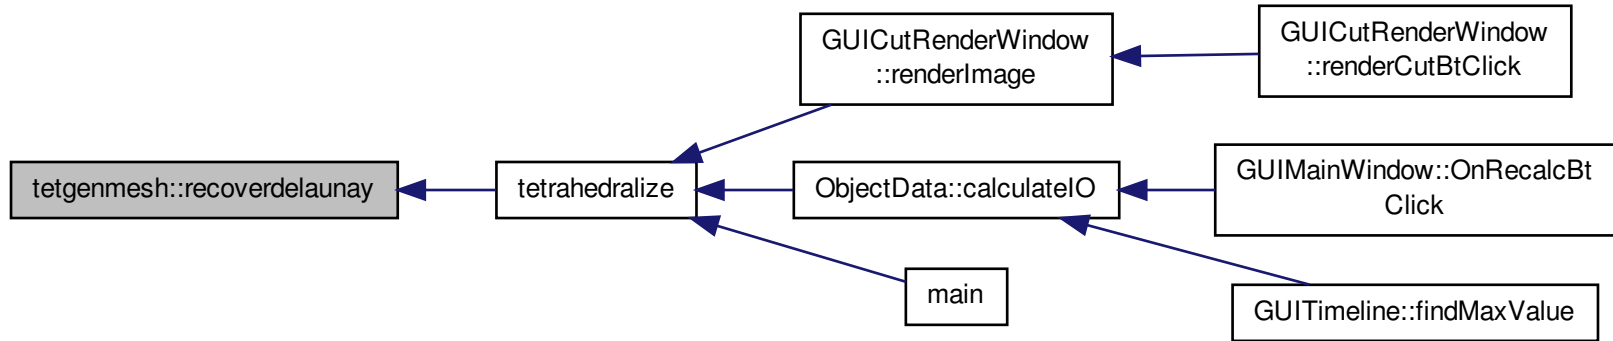 GUICutRenderWindow
::renderImage
GUICutRenderWindow
::renderCutBtClick
tetgenmesh::recoverdelaunay
tetrahedralize
ObjectData::calculateIO
GUIMainWindow::OnRecalcBt
Click
main
GUITimeline::findMaxValue